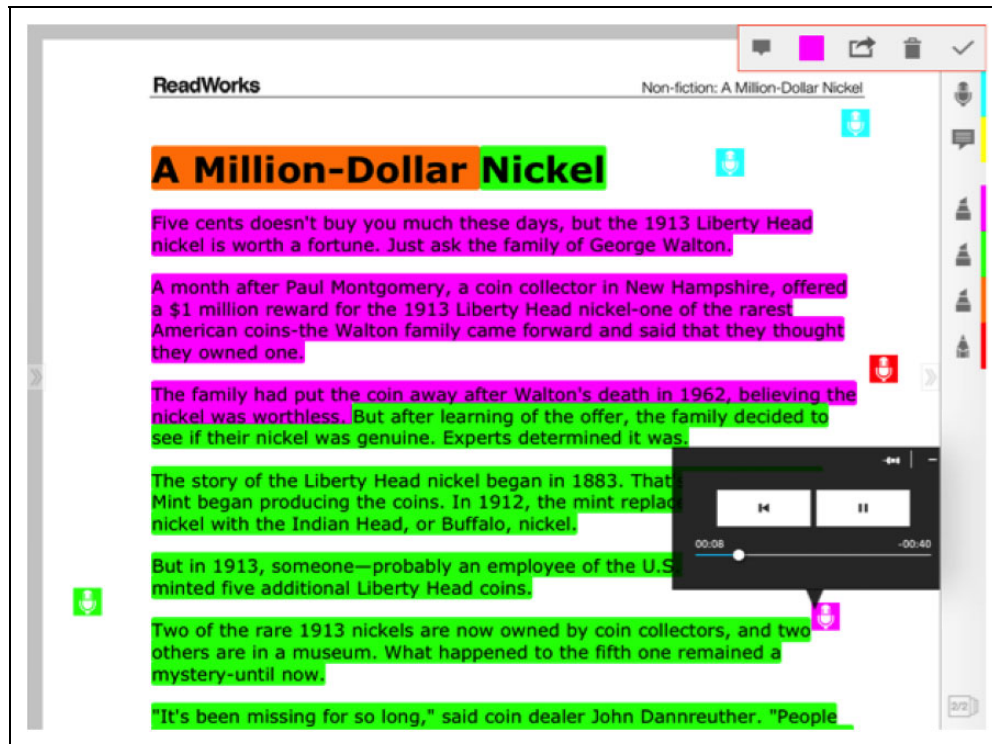 ReadWorks
Non-fiction: A Million-Dollar Nickel
A Million-Dollar Nickel
Five cents doesn't buy you much these days, but the 1913 Liberty Head
nickel is worth a fortune. Just ask the family of George Walton.
A month after Paul Montgomery, a coin collector in New Hampshire, offered
a $1 million reward for the 1913 Liberty Head nickel-one of the rarest
American coins-the Walton family came forward and said that they thought
they owned one.
The family had put the coin away after Walton's death in 1962, believing the
nickel was worthless. But after learning of the offer, the family decided to
see if their nickel was genuine. Experts determined it was.
The story of the Liberty Head nickel began in 1883. That's
Mint began producing the coins. In 1912, the mint
nickel with the Indian Head, or Buffalo, nickel.
00:08
-00:40
But in 1913, someone—probably an employee of the U.S.
minted five additional Liberty Head coins.
Two of the rare 1913 nickels are now owned by coin collectors, and two
others are in a museum. What happened to the fifth one remained a
mystery-until now.
2/2
"It's been missing for so long," said coin dealer John Dannreuther. "People